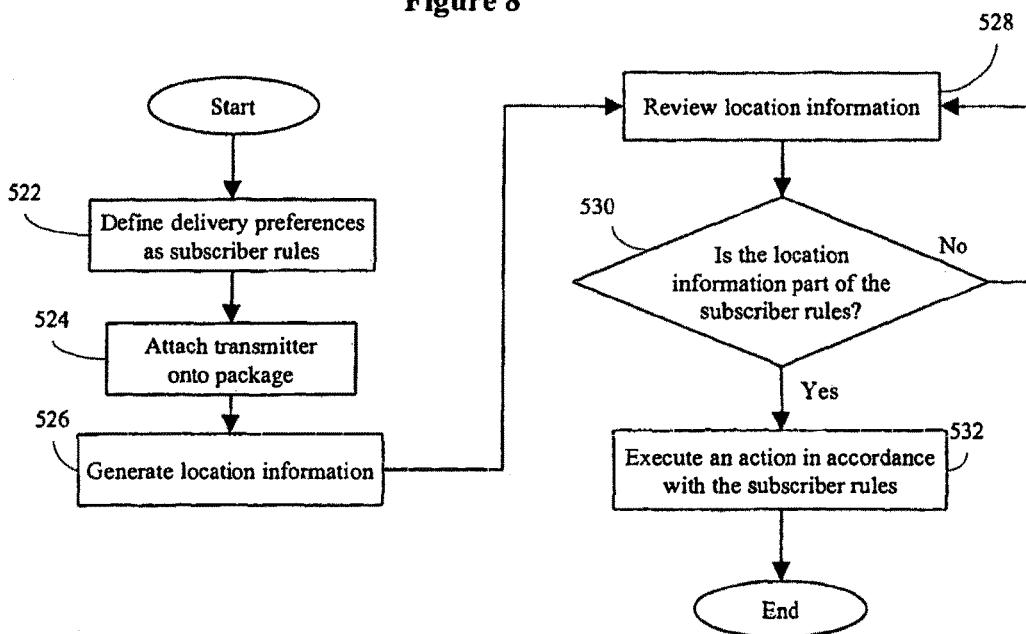 Figure 8
Start
522
Define delivery preferences
as subscriber rules
524
Attach transmitter
onto package
526
Generate location information
528
Review location information
530
Is the location
information part of the
subscriber rules?
No
Yes
532
Execute an action in accordance
with the subscriber rules
End